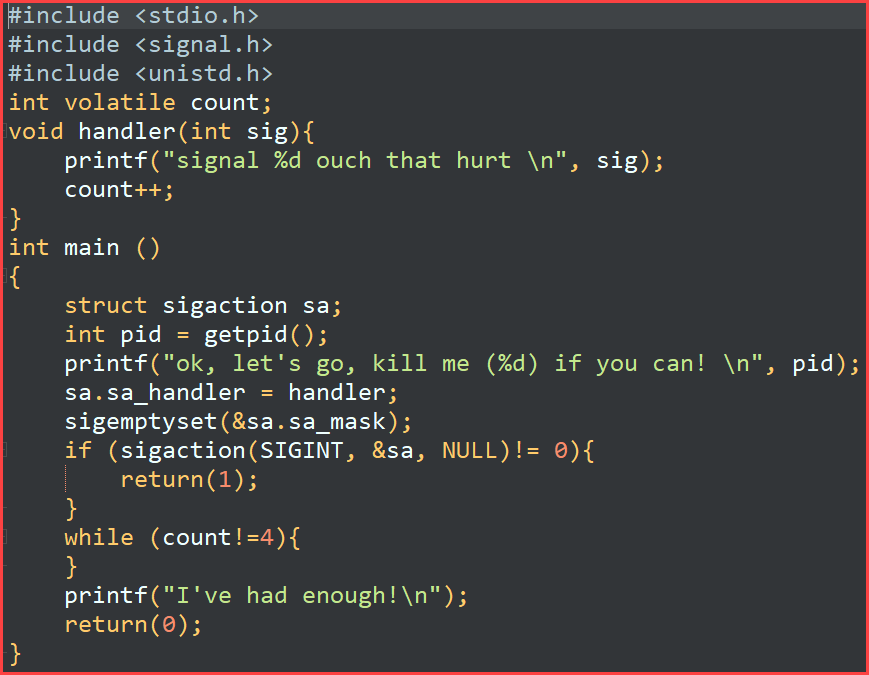 #include <stdio.h>
#include <signal.h>
#include <unistd.h>
int volatile count;
void handler(int sig){
    printf("signal %d ouch that hurt \n", sig);
    count++;
}
int main ()
{
    struct sigaction sa;
    int pid = getpid();
    printf("ok, let's go, kill me (%d) if you can! \n", pid);
    sa.sa_handler = handler;
    sigemptyset(&sa.sa_mask);
    if (sigaction(SIGINT, &sa, NULL)!= 0){
        return(1);
    }
    while (count!=4){
    }
    printf("I've had enough!\n");
    return(0);
}